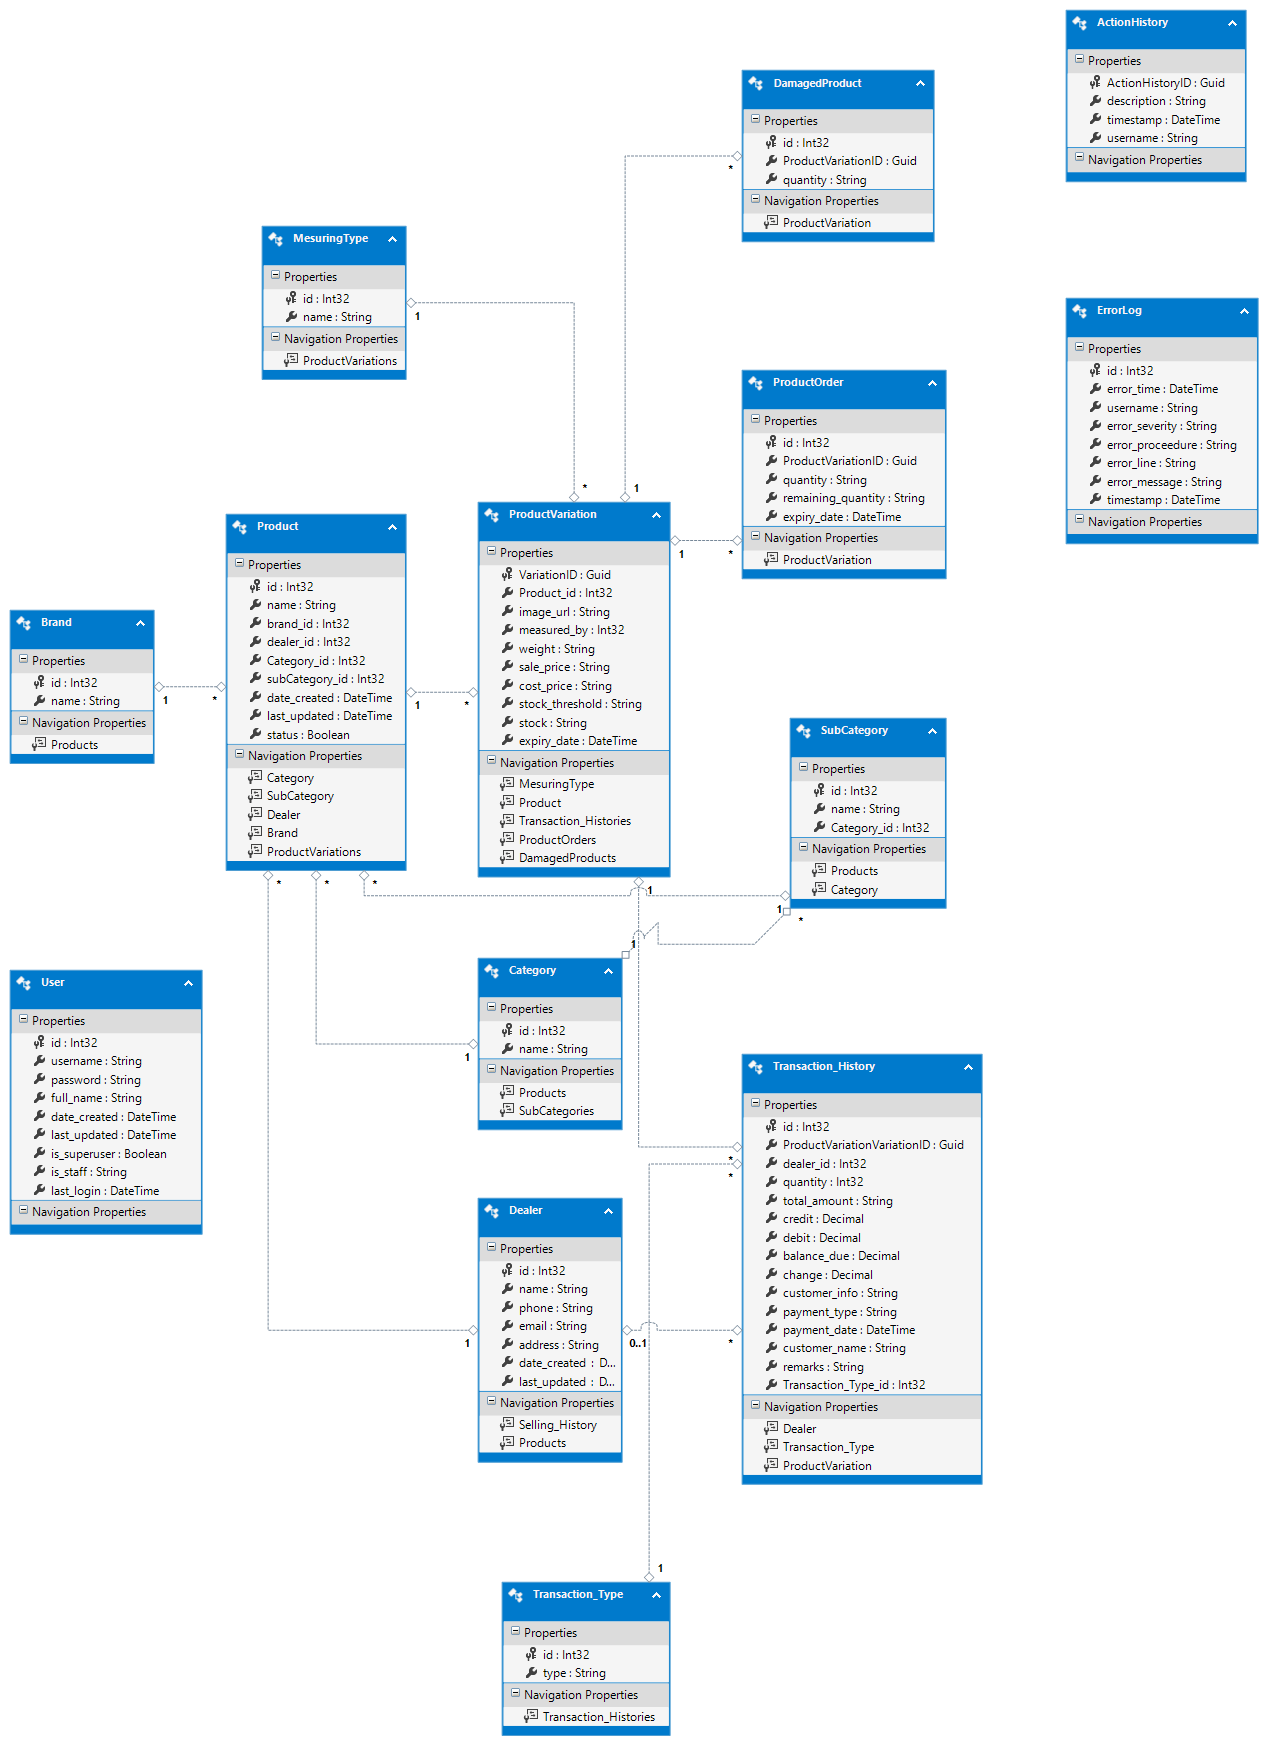 ActionHistory
Properties
ActionHistoryID : Guid
description : String
timestamp : DateTime
username : String
Navigation Properties
DamagedProduct
Properties
id : Int32
ProductVariationID : Guid
quantity : String
Navigation Properties
ProductVariation
*
MesuringType
Properties
id : Int32
name : String
Navigation Properties
ProductVariations
1
ErrorLog
Properties
id : Int32
error_time : DateTime
username : String
error_severity : String
error_proceedure : String
error_line : String
error_message : String
timestamp : DateTime
Navigation Properties
ProductOrder
Properties
id : Int32
ProductVariationID : Guid
quantity : String
remaining_quantity : String
expiry_date : DateTime
Navigation Properties
ProductVariation
* 1
ProductVariation
Properties
VariationID : Guid
Product_id : Int32
image_url : String
measured_by : Int32
weight : String
sale_price : String
cost_price : String
stock_threshold : String
stock : String
expiry_date : DateTime
Navigation Properties
MesuringType
Product
Transaction_Histories
ProductOrders
DamagedProducts
1 *
Product
Properties
id : Int32
name : String
brand_id : Int32
dealer_id : Int32
Category_id : Int32
subCategory_id : Int32
date_created : DateTime
last_updated : DateTime
status : Boolean
Navigation Properties
Category
SubCategory
Dealer
Brand
ProductVariations
1 *
Brand
Properties
id : Int32
name : String
Navigation Properties
Products
1 *
SubCategory
Properties
id : Int32
name : String
Category_id : Int32
Navigation Properties
Products
Category
* * * 1
1 *
1
Category
Properties
id : Int32
name : String
Navigation Properties
Products
SubCategories
1
User
Properties
id : Int32
username : String
password : String
full_name : String
date_created : DateTime
last_updated : DateTime
is_superuser : Boolean
is_staff : String
last_login : DateTime
Navigation Properties
Transaction_History
Properties
id : Int32
ProductVariationVariationID : Guid
dealer_id : Int32
quantity : Int32
total_amount : String
credit : Decimal
debit : Decimal
balance_due : Decimal
change : Decimal
customer_info : String
payment_type : String
payment_date : DateTime
customer_name : String
remarks : String
Transaction_Type_id : Int32
Navigation Properties
Dealer
Transaction_Type
ProductVariation
*
*
Dealer
Properties
id : Int32
name : String
phone : String
email : String
address : String
date_created : D...
last_updated : D...
Navigation Properties
Selling_History
Products
1 0..1 *
1
Transaction_Type
Properties
id : Int32
type : String
Navigation Properties
Transaction_Histories